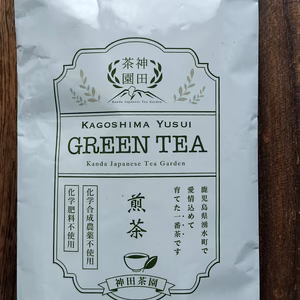 神田
茶園
Kanda Japanese Tea Garden
KAGOSHIMA YUSUI
GREEN TEA
Kanda Japanese Tea Garden
鹿児島県湧水町で
愛情込めて
育てた一番茶です
煎茶
化学合成農薬不使用
化学肥料不使用
神田茶園